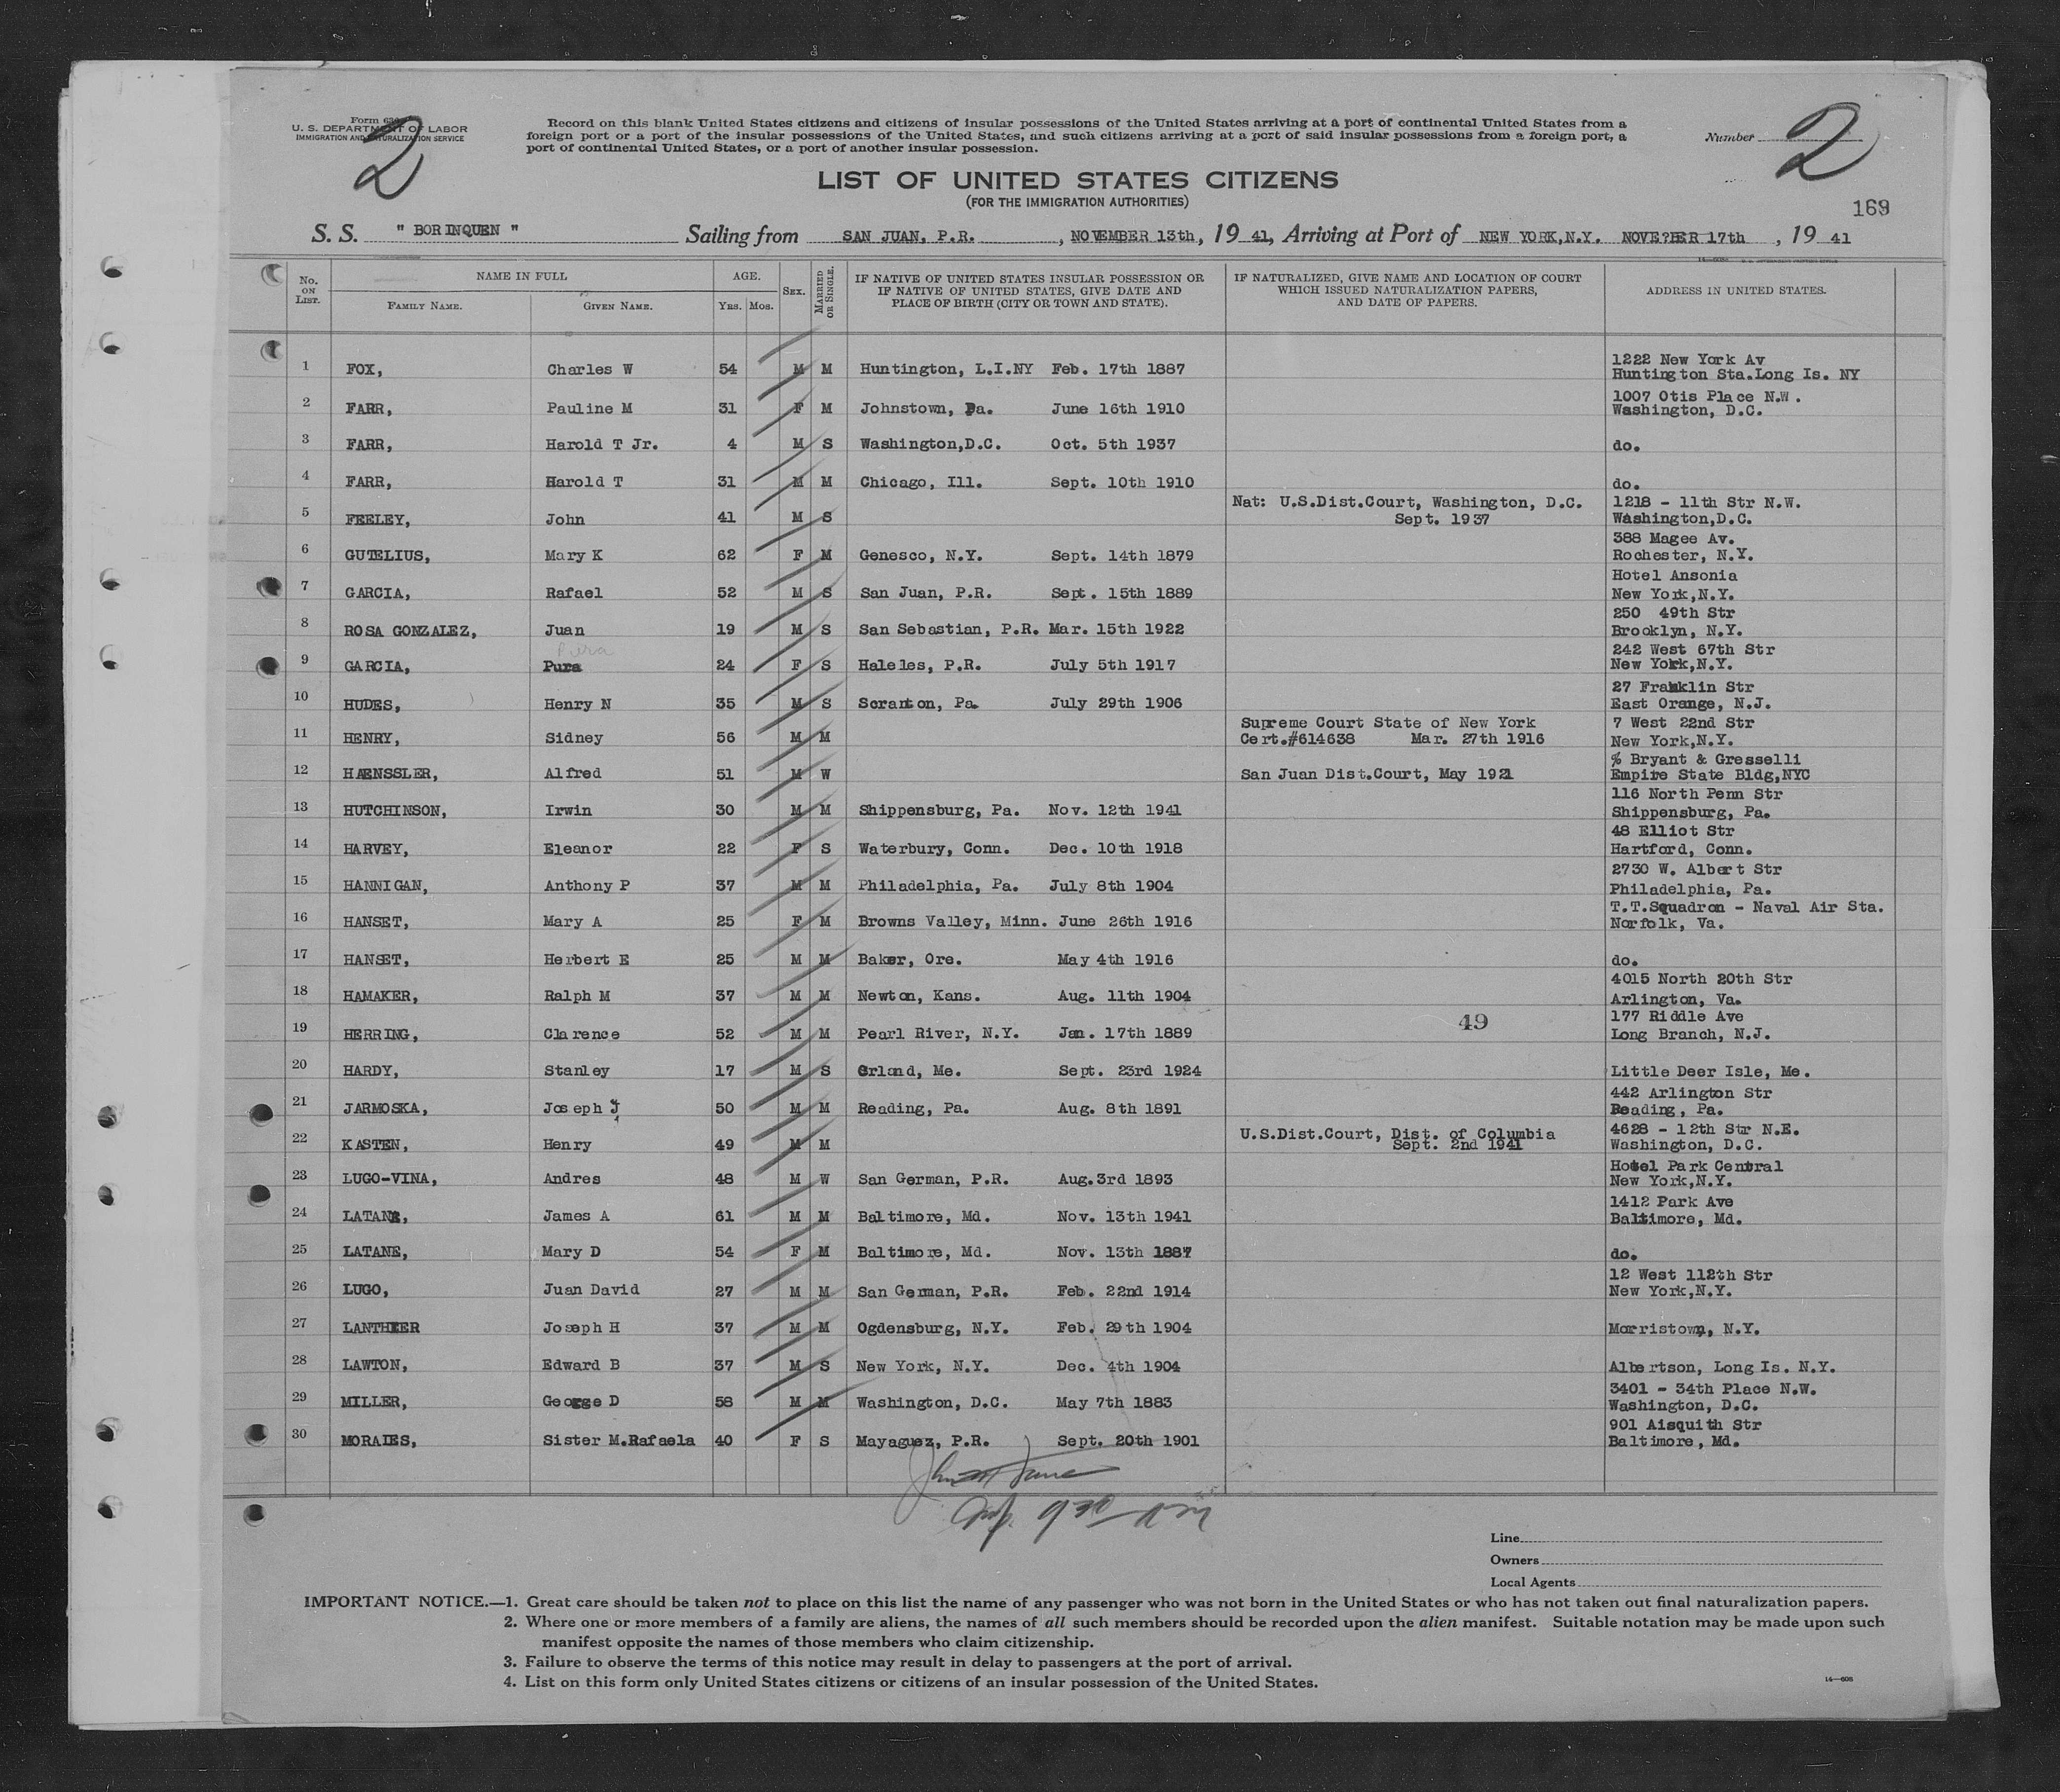 Form 630
U. S. DEPARTMENT OF LABOR
IMMIGRATION AND NATURALIZATION SERVICE
2
Record on this blank United States citizens and citizens of insular possessions of the United States arriving at a port of continental United States from a
foreign port or a port of the insular possessions of the United States, and such citizens arriving at a port of said insular possessions from a foreign port, a
port of continental United States, or a port of another insular possession.
Number 2
LIST OF UNITED STATES CITIZENS
(FOR THE IMMIGRATION AUTHORITIES)
169
S. S. " BORINQUEN " Sailing from SAN JUAN, P.R. , NOVEMBER 13th, 19 41, Arriving at Port of NEW YORK,N.Y. NOVE?BER 17th , 19 41
No. ON LIST. NAME IN FULL AGE. SEX. MARRIED OR SINGLE. IF NATIVE OF UNITED STATES INSULAR POSSESSION OR IF NATIVE OF UNITED STATES, GIVE DATE AND PLACE OF BIRTH (CITY OR TOWN AND STATE). IF NATURALIZED, GIVE NAME AND LOCATION OF COURT WHICH ISSUED NATURALIZATION PAPERS, AND DATE OF PAPERS. ADDRESS IN UNITED STATES.
FAMILY NAME. GIVEN NAME. YRS. MOS.
1222 New York Av
1 FOX, Charles W 54 M M Huntington, L.I.NY Feb. 17th 1887 Huntington Sta.Long Is. NY
1007 Otis Place N.W.
2 FARR, Pauline M 31 F M Johnstown, Pa. June 16th 1910 Washington, D.C.
3 FARR, Harold T Jr. 4 M S Washington,D.C. Oct. 5th 1937 do.
4 FARR, Harold T 31 M M Chicago, Ill. Sept. 10th 1910 do.
Nat: U.S.Dist.Court, Washington, D.C. 1218 - 11th Str N.W.
5 FEELEY, John 41 M S Sept. 1937 Washington,D.C.
388 Magee Av.
6 GUTELIUS, Mary K 62 F M Genesco, N.Y. Sept. 14th 1879 Rochester, N.Y.
Hotel Ansonia
7 GARCIA, Rafael 52 M S San Juan, P.R. Sept. 15th 1889 New York,N.Y.
250 49th Str
8 ROSA GONZALEZ, Juan 19 M S San Sebastian, P.R. Mar. 15th 1922 Brooklyn, N.Y.
Pura 242 West 67th Str
9 GARCIA, Pura 24 F S Haleles, P.R. July 5th 1917 New York,N.Y.
27 Franklin Str
10 HUDES, Henry N 35 M S Scranton, Pa. July 29th 1906 East Orange, N.J.
Supreme Court State of New York 7 West 22nd Str
11 HENRY, Sidney 56 M M Cert.#614638 Mar. 27th 1916 New York,N.Y.
% Bryant & Gresselli
12 HAENSSLER, Alfred 51 M W San Juan Dist.Court, May 1921 Empire State Bldg,NYC
116 North Penn Str
13 HUTCHINSON, Irwin 30 M M Shippensburg, Pa. Nov. 12th 1941 Shippensburg, Pa.
48 Elliot Str
14 HARVEY, Eleanor 22 F S Waterbury, Conn. Dec. 10th 1918 Hartford, Conn.
2730 W. Albert Str
15 HANNIGAN, Anthony P 37 M M Philadelphia, Pa. July 8th 1904 Philadelphia, Pa.
T.T.Squadron - Naval Air Sta.
16 HANSET, Mary A 25 F M Browns Valley, Minn. June 26th 1916 Norfolk, Va.
17 HANSET, Herbert E 25 M M Baker, Ore. May 4th 1916 do.
4015 North 20th Str
18 HAMAKER, Ralph M 37 M M Newton, Kans. Aug. 11th 1904 Arlington, Va.
49 177 Riddle Ave
19 HERRING, Clarence 52 M M Pearl River, N.Y. Jan. 17th 1889 Long Branch, N.J.
20 HARDY, Stanley 17 M S Orland, Me. Sept. 23rd 1924 Little Deer Isle, Me.
442 Arlington Str
21 JARMOSKA, Joseph J 50 M M Reading, Pa. Aug. 8th 1891 Reading, Pa.
U.S.Dist.Court, Dist. of Columbia 4628 - 12th Str N.E.
22 KASTEN, Henry 49 M M Sept. 2nd 1941 Washington, D.C.
Hotel Park Central
23 LUGO-VINA, Andres 48 M W San German, P.R. Aug.3rd 1893 New York,N.Y.
1412 Park Ave
24 LATANE, James A 61 M M Baltimore, Md. Nov. 13th 1941 Baltimore, Md.
25 LATANE, Mary D 54 F M Baltimore, Md. Nov. 13th 1887 do.
12 West 112th Str
26 LUGO, Juan David 27 M M San German, P.R. Feb. 22nd 1914 New York,N.Y.
27 LANTHEER Joseph H 37 M M Ogdensburg, N.Y. Feb. 29th 1904 Morristown, N.Y.
28 LAWTON, Edward B 37 M S New York, N.Y. Dec. 4th 1904 Albertson, Long Is. N.Y.
3401 - 34th Place N.W.
29 MILLER, George D 58 M M Washington, D.C. May 7th 1883 Washington, D.C.
901 Aisquith Str
30 MORALES, Sister M.Rafaela 40 F S Mayaguez, P.R. Sept. 20th 1901 Baltimore, Md.
Line
Owners
Local Agents
IMPORTANT NOTICE.—1. Great care should be taken not to place on this list the name of any passenger who was not born in the United States or who has not taken out final naturalization papers.
2. Where one or more members of a family are aliens, the names of all such members should be recorded upon the alien manifest. Suitable notation may be made upon such
manifest opposite the names of those members who claim citizenship.
3. Failure to observe the terms of this notice may result in delay to passengers at the port of arrival.
4. List on this form only United States citizens or citizens of an insular possession of the United States.
14—608